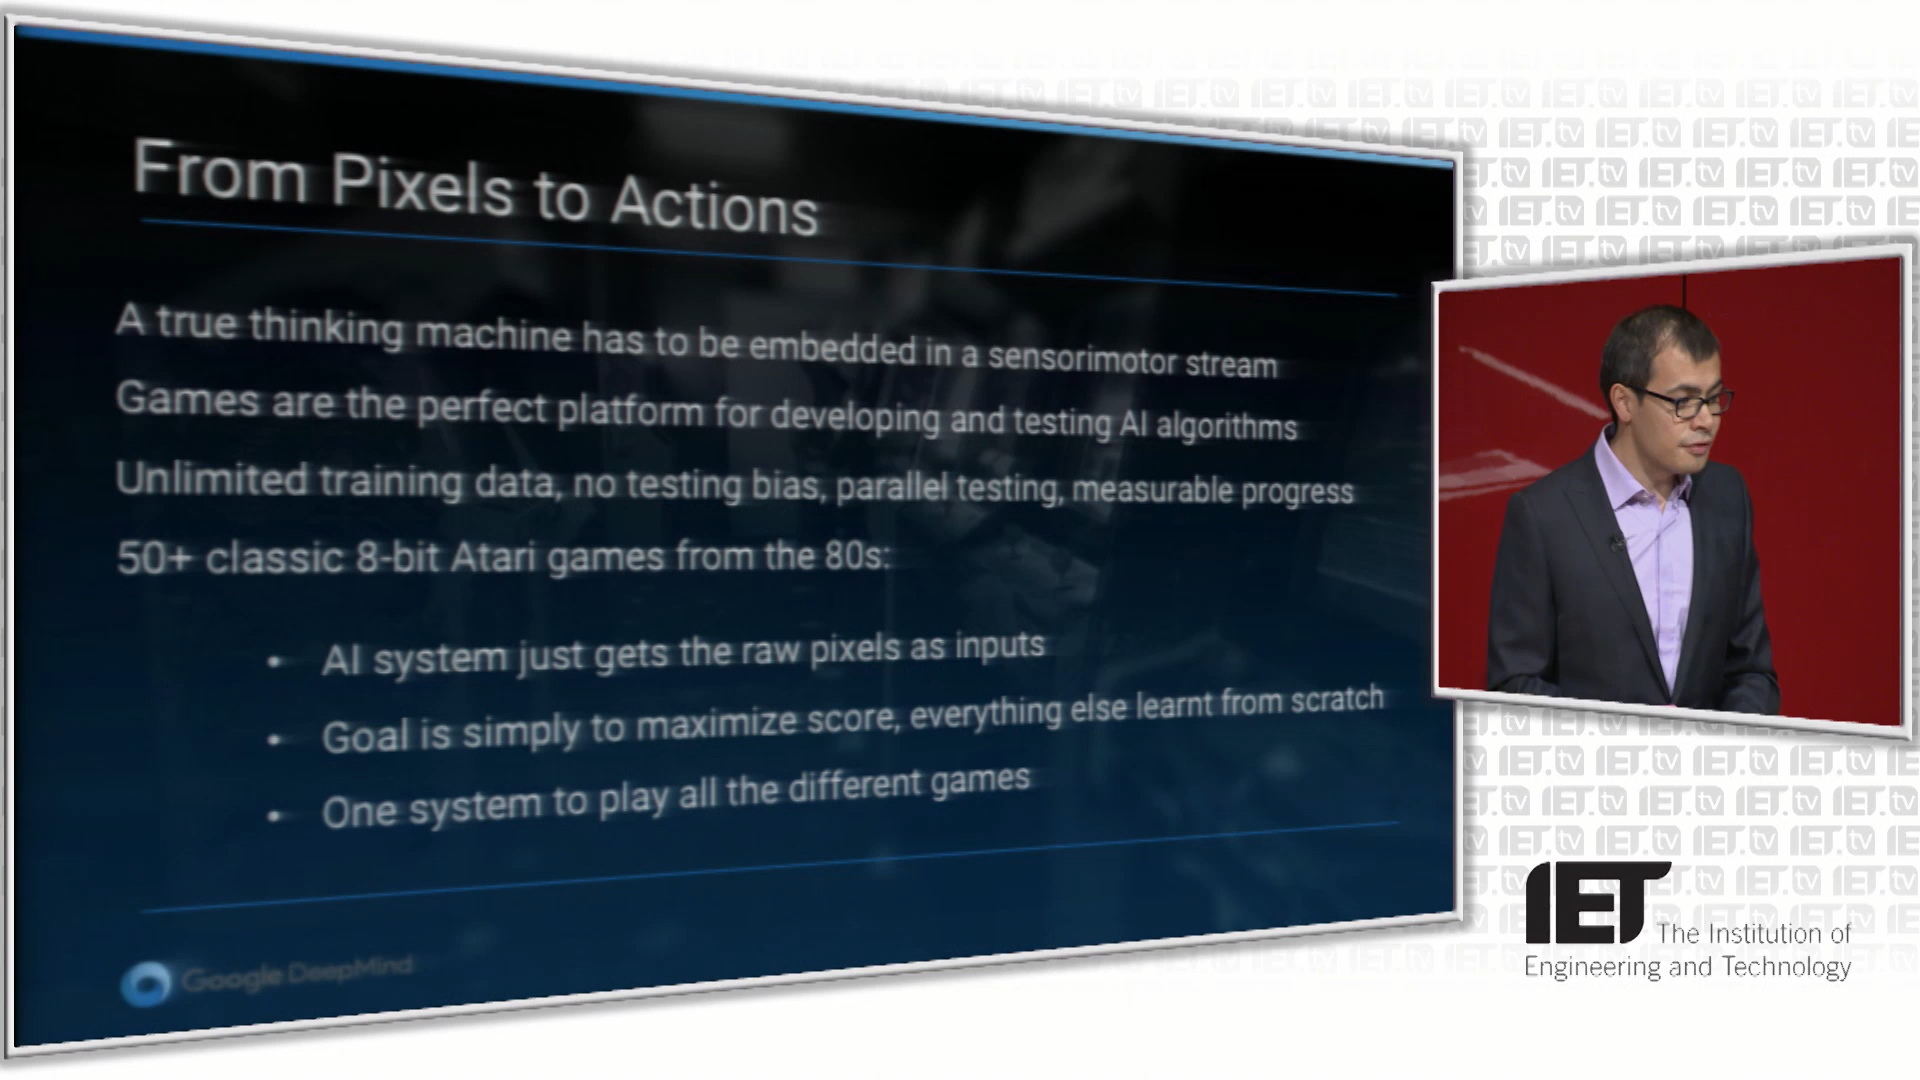 From Pixels to Actions
A true thinking machine has to be embedded in a sensorimotor stream
Games are the perfect platform for developing and testing AI algorithms
Unlimited training data, no testing bias, parallel testing, measurable progress
50+ classic 8-bit Atari games from the 80s:
• AI system just gets the raw pixels as inputs
• Goal is simply to maximize score, everything else learnt from scratch
• One system to play all the different games
Google DeepMind
IET The Institution of
Engineering and Technology
IET.tv